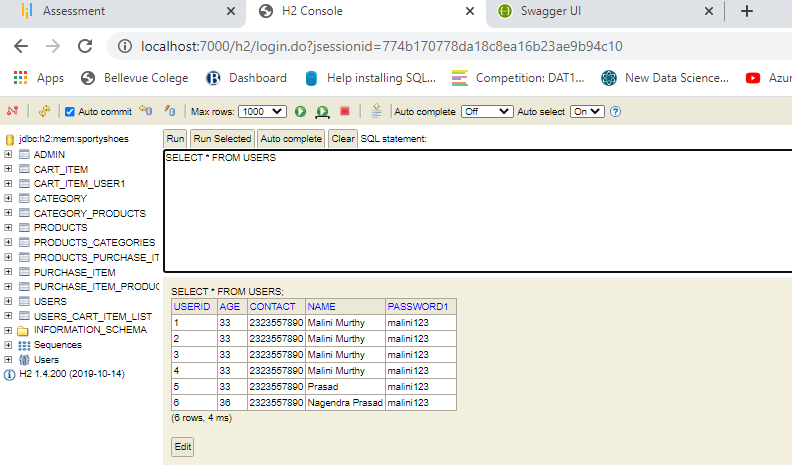 Assessment
H2 Console
Swagger UI
localhost:7000/h2/login.do?jsessionid=774b170778da18c8ea16b23ae9b94c10
Apps
Bellevue Colege
Dashboard
Help installing SQL...
Competition: DAT1...
New Data Science...
Azur
Auto commit
Max rows: 1000
Auto complete Off
Auto select On
jdbc:h2:mem:sportyshoes
ADMIN
CART_ITEM
CART_ITEM_USER1
CATEGORY
CATEGORY_PRODUCTS
PRODUCTS
PRODUCTS_CATEGORIES
PRODUCTS_PURCHASE_IT
PURCHASE_ITEM
PURCHASE_ITEM_PRODUC
USERS
USERS_CART_ITEM_LIST
INFORMATION_SCHEMA
Sequences
Users
H2 1.4.200 (2019-10-14)
Run Run Selected Auto complete Clear SQL statement:
SELECT * FROM USERS
SELECT * FROM USERS;
USERID AGE CONTACT NAME PASSWORD1
1 33 2323557890 Malini Murthy malini123
2 33 2323557890 Malini Murthy malini123
3 33 2323557890 Malini Murthy malini123
4 33 2323557890 Malini Murthy malini123
5 33 2323557890 Prasad malini123
6 36 2323557890 Nagendra Prasad malini123
(6 rows, 4 ms)
Edit